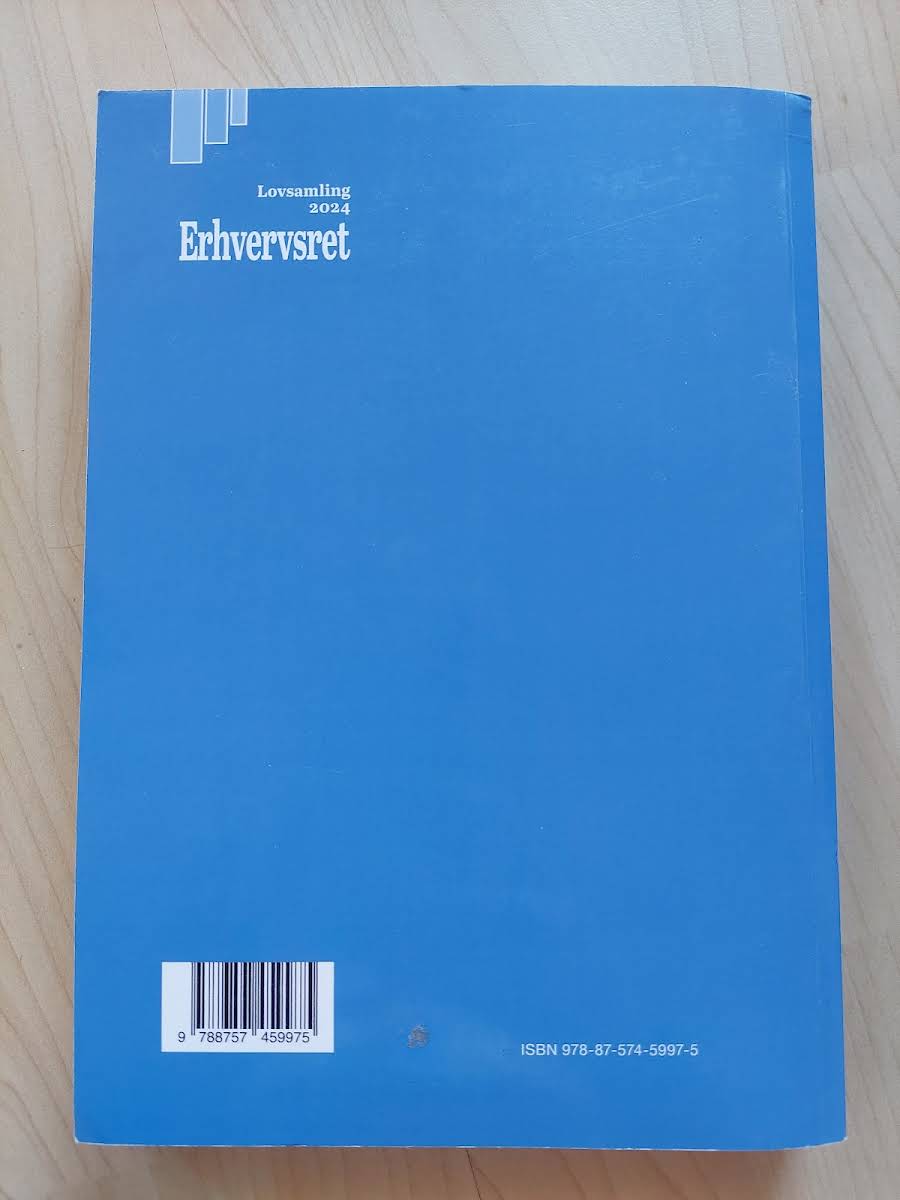 Lovsamling
2024
Erhvervsret
9 788757 459975
ISBN 978-87-574-5997-5